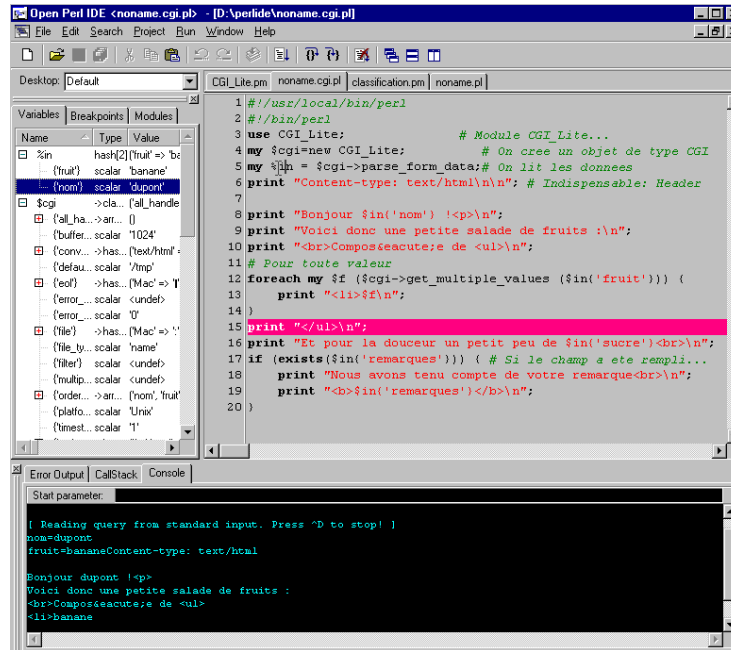 Open Perl IDE <noname.cgi.pl> - [D:\perlide\noname.cgi.pl]
File Edit Search Project Run Window Help
Desktop: Default
CGI_Lite.pm noname.cgi.pl classification.pm noname.pl
Variables Breakpoints Modules
Name Type Value
%in hash[2] ('fruit' => 'ba
{'fruit'} scalar 'banane'
{'nom'} scalar 'dupont'
$cgi ->cla... {'all_handle
{'all_ha... ->arr... ()
{'buffer... scalar '1024'
{'conv... ->has... {'text/html' =
{'defau... scalar '/tmp'
{'eol'} ->has... {'Mac' =>
{'error_... scalar <undef>
{'error_... scalar '0'
{'file'} ->has... {'Mac' => ':'
{'file_ty... scalar 'name'
{'filter'} scalar <undef>
{'multip... scalar <undef>
{'order... ->arr... ('nom', 'fruit'
{'platfo... scalar 'Unix'
{'timest... scalar '1'
1 #!/usr/local/bin/perl
2 #!/bin/perl
3 use CGI_Lite; # Module CGI_Lite...
4 my $cgi=new CGI_Lite; # On cree un objet de type CGI
5 my %in = $cgi->parse_form_data;# On lit les donnees
6 print "Content-type: text/html\n\n"; # Indispensable: Header
7
8 print "Bonjour $in{'nom'} !<p>\n";
9 print "Voici donc une petite salade de fruits :\n";
10 print "<br>Compos&eacute;e de <ul>\n";
11 # Pour toute valeur
12 foreach my $f ($cgi->get_multiple_values ($in{'fruit'})) {
13 print "<li>$f\n";
14 }
15 print "</ul>\n";
16 print "Et pour la douceur un petit peu de $in{'sucre'}<br>\n";
17 if (exists($in{'remarques'})) { # Si le champ a ete rempli...
18 print "Nous avons tenu compte de votre remarque<br>\n";
19 print "<b>$in{'remarques'}</b>\n";
20 }
Error Output CallStack Console
Start parameter:
[ Reading query from standard input. Press ^D to stop! ]
nom=dupont
fruit=bananeContent-type: text/html
Bonjour dupont !<p>
Voici donc une petite salade de fruits :
<br>Compos&eacute;e de <ul>
<li>banane